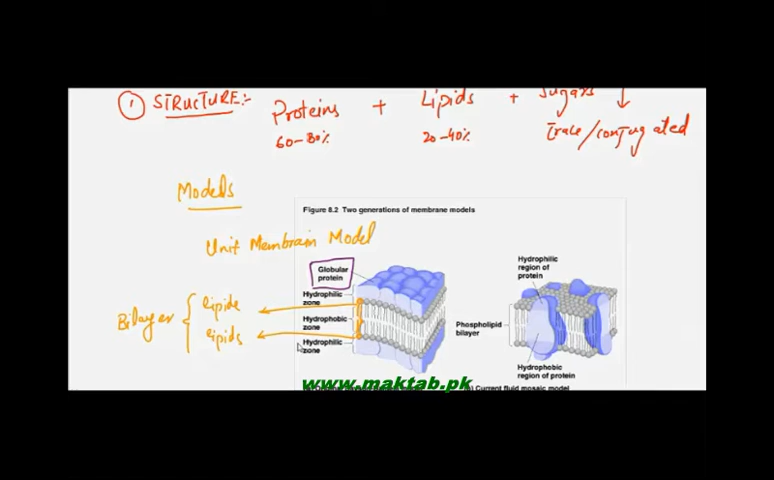 ① STRUCTURE:-
Proteins + Lipids + Sugars
60-80% 20-40% Trace/conjugated
Models
Figure 8.2 Two generations of membrane models
Unit Membrain Model
Globular
protein
Hydrophilic
zone
Hydrophobic
zone
Hydrophilic
zone
Bilayer
lipide
lipids
Hydrophilic
region of
protein
Phospholipid
bilayer
Hydrophobic
region of protein
www.maktab.pk
(b) Current fluid mosaic model